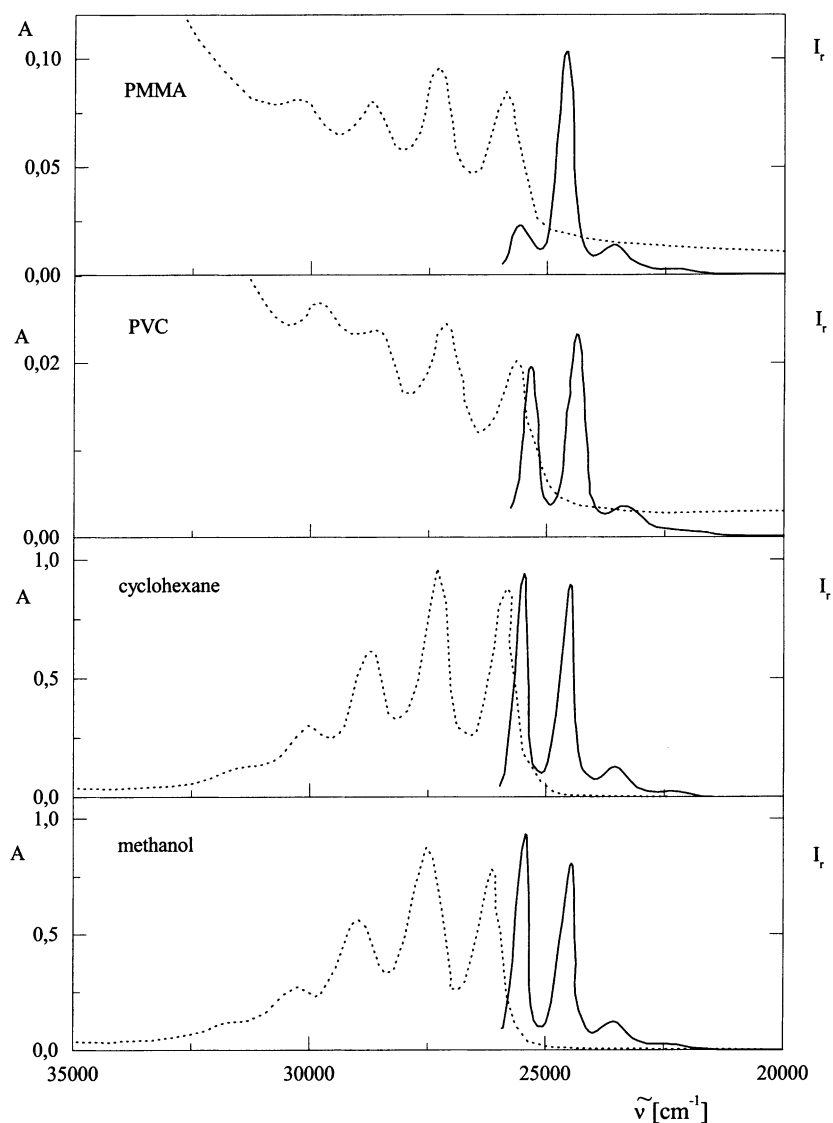 A
0,10
I_r
PMMA
0,05
0,00
PVC
I_r
A
0,02
0,00
1,0
cyclohexane
A
I_r
0,5
0,0
1,0
methanol
A
I_r
0,5
0,0
35000 30000 25000 20000
ṽ [cm⁻¹]